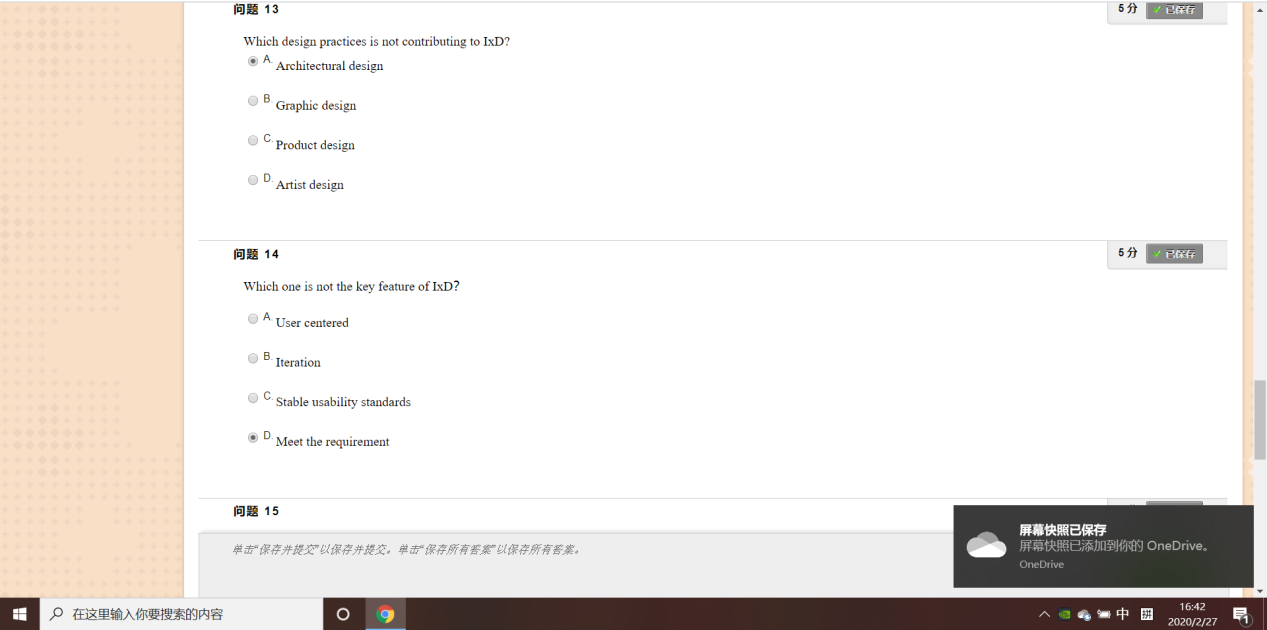 问题 13
5 分
已保存
Which design practices is not contributing to IxD?
A. Architectural design
B. Graphic design
C. Product design
D. Artist design
问题 14
5 分
已保存
Which one is not the key feature of IxD?
A. User centered
B. Iteration
C. Stable usability standards
D. Meet the requirement
问题 15
单击“保存并提交”以保存并提交。单击“保存所有答案”以保存所有答案。
屏幕快照已保存
屏幕快照已添加到你的 OneDrive。
OneDrive
在这里输入你要搜索的内容
中
拼
16:42
2020/2/27
1